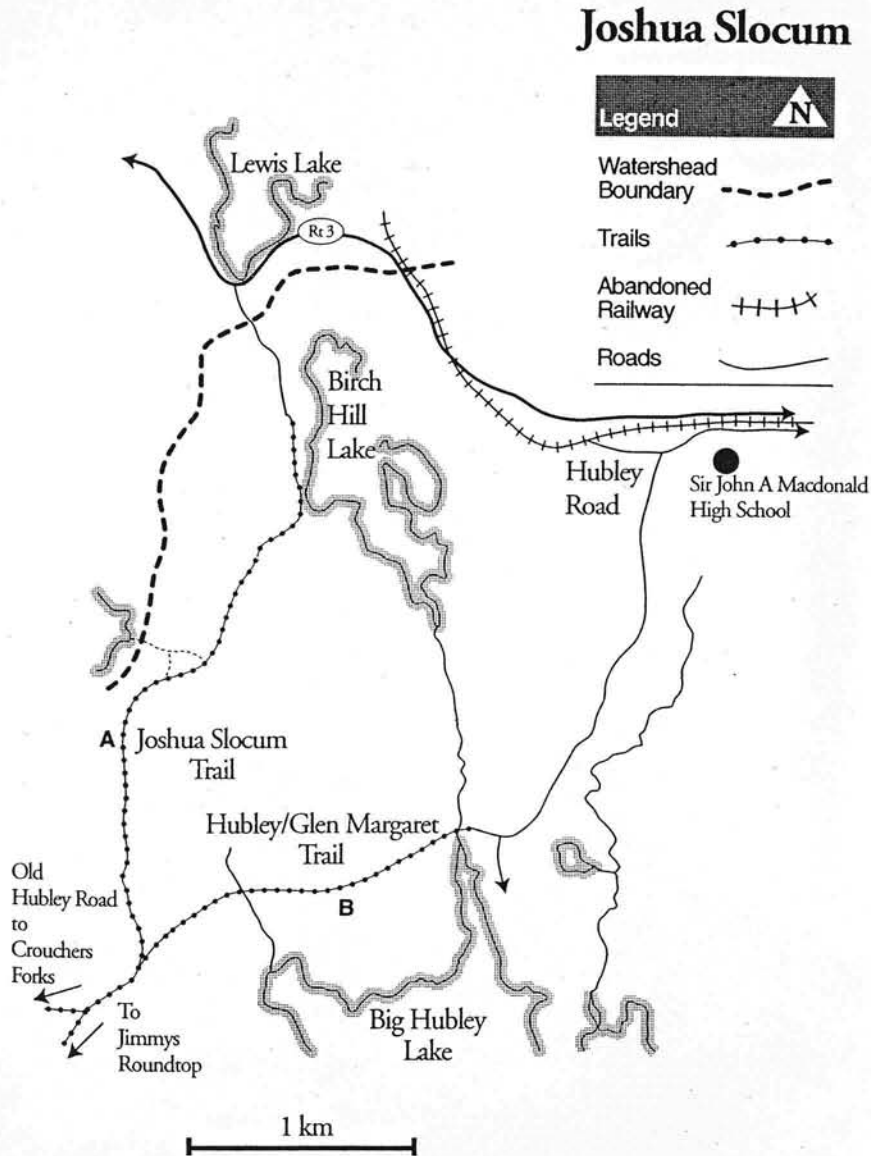 Joshua Slocum
Legend
N
Watershead
Boundary
Trails
Abandoned
Railway
Roads
Lewis Lake
Rt 3
Birch
Hill
Lake
Hubley
Road
Sir John A Macdonald
High School
A
Joshua Slocum
Trail
Hubley/Glen Margaret
Trail
B
Old
Hubley Road
to
Crouchers
Forks
To
Jimmys
Roundtop
Big Hubley
Lake
1 km